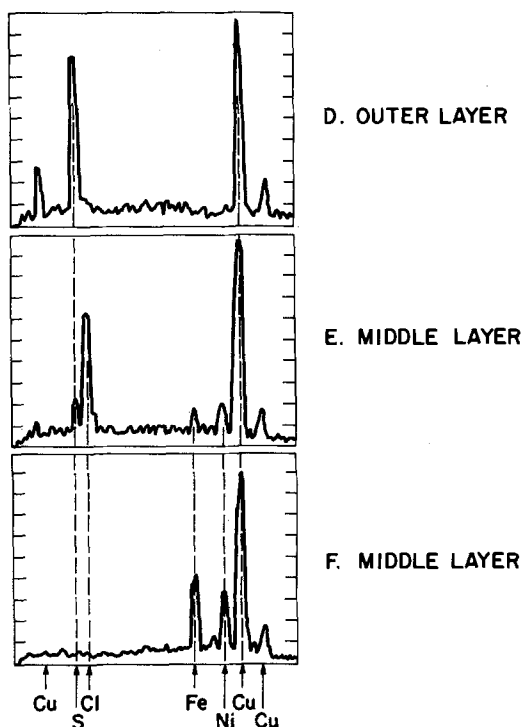 D. OUTER LAYER
E. MIDDLE LAYER
F. MIDDLE LAYER
Cu
S
Cl
Fe
Ni
Cu
Cu